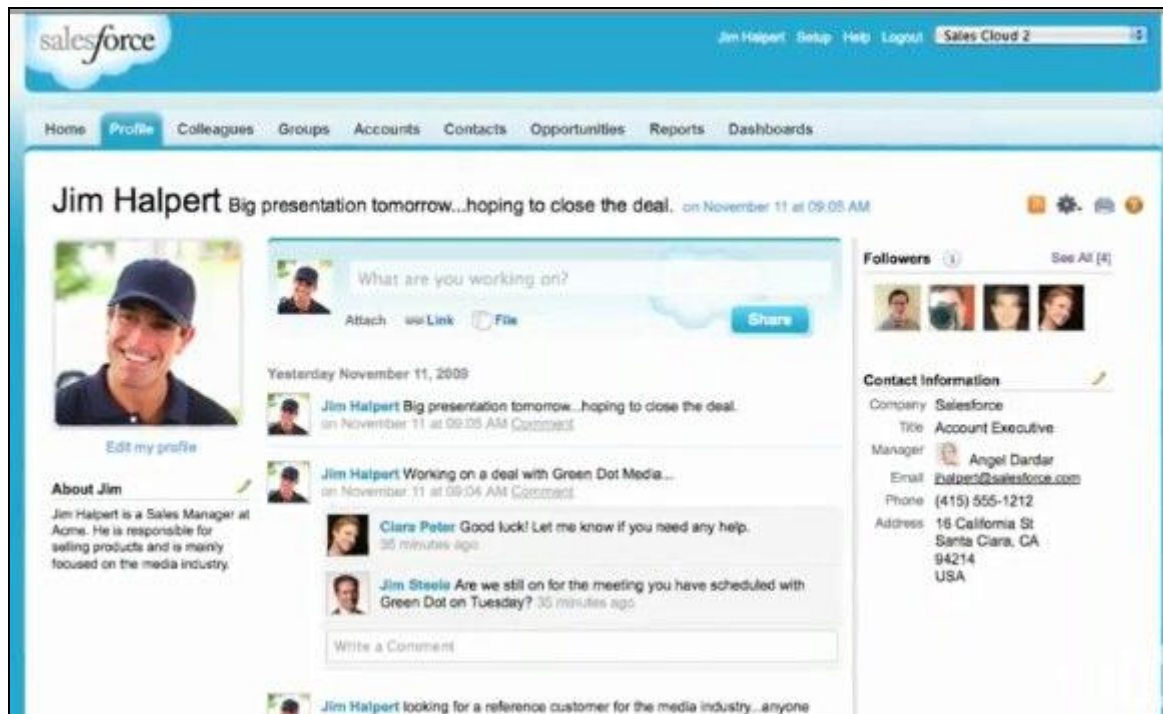 salesforce
Jim Halpert Setup Help Logout Sales Cloud 2
Home Profile Colleagues Groups Accounts Contacts Opportunities Reports Dashboards
Jim Halpert Big presentation tomorrow...hoping to close the deal. on November 11 at 09:05 AM
What are you working on?
Attach Link File
Share
Edit my profile
About Jim
Jim Halpert is a Sales Manager at
Acme. He is responsible for
selling products and is mainly
focused on the media industry.
Yesterday November 11, 2009
Jim Halpert Big presentation tomorrow...hoping to close the deal.
on November 11 at 09:05 AM Comment
Jim Halpert Working on a deal with Green Dot Media...
on November 11 at 09:04 AM Comment
Clara Peter Good luck! Let me know if you need any help.
35 minutes ago
Jim Steele Are we still on for the meeting you have scheduled with
Green Dot on Tuesday? 35 minutes ago
Write a Comment
Jim Halpert looking for a reference customer for the media industry...anyone
Followers See All [4]
Contact Information
Company Salesforce
Title Account Executive
Manager Angel Dardar
Email jhalpert@salesforce.com
Phone (415) 555-1212
Address 16 California St
Santa Clara, CA
94214
USA